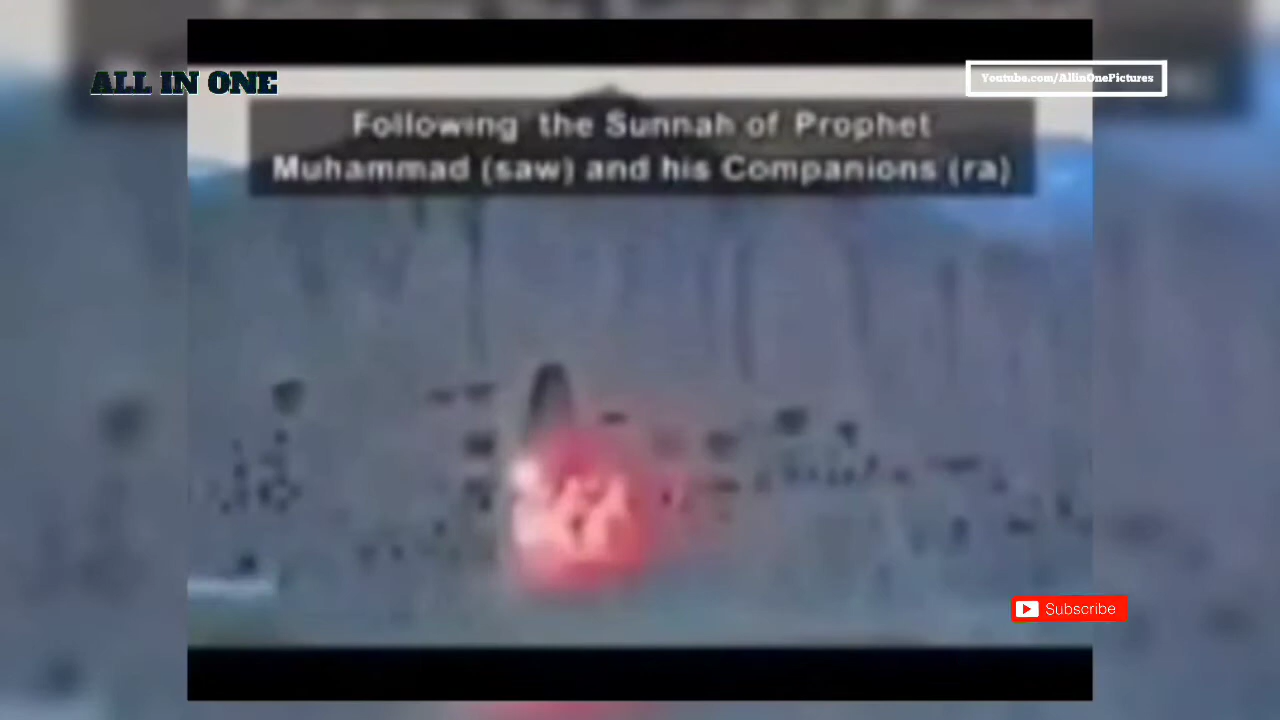 ALL IN ONE
Youtube.com/AllinOnePictures
Following the Sunnah of Prophet
Muhammad (saw) and his Companions (ra)
Subscribe